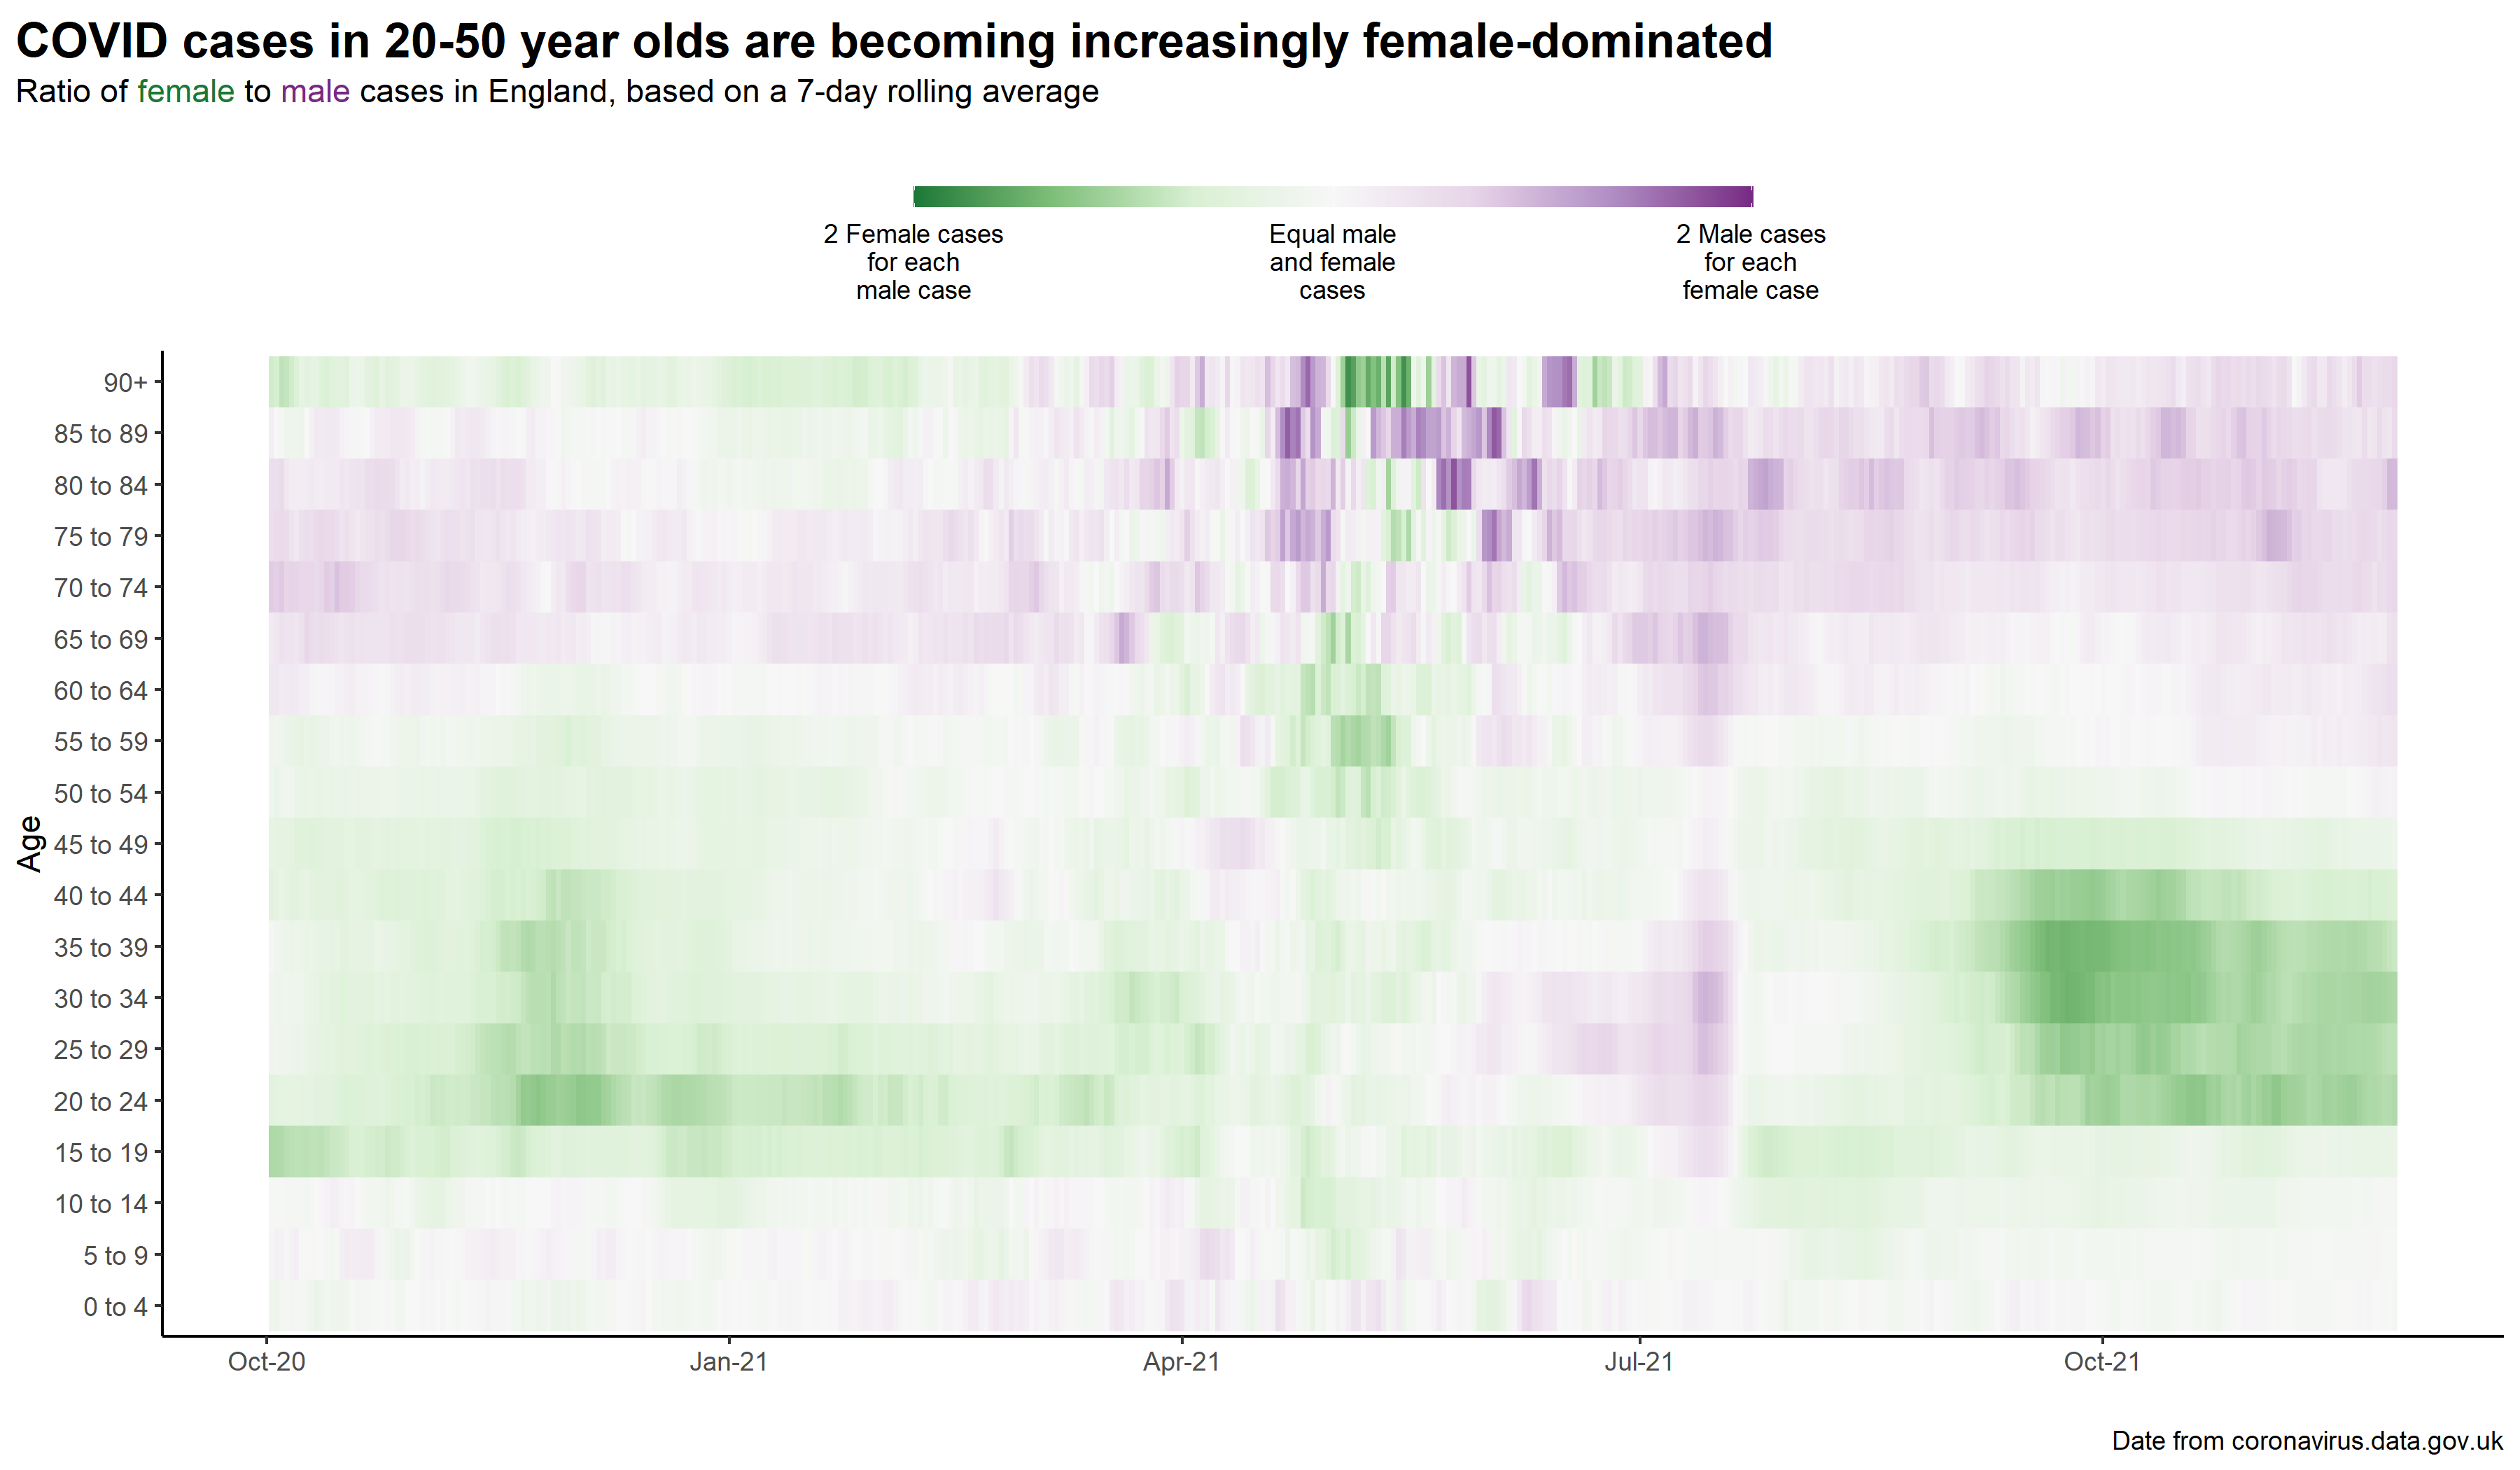 COVID cases in 20-50 year olds are becoming increasingly female-dominated
Ratio of female to male cases in England, based on a 7-day rolling average
2 Female cases
for each
male case
Equal male
and female
cases
2 Male cases
for each
female case
Age
90+
85 to 89
80 to 84
75 to 79
70 to 74
65 to 69
60 to 64
55 to 59
50 to 54
45 to 49
40 to 44
35 to 39
30 to 34
25 to 29
20 to 24
15 to 19
10 to 14
5 to 9
0 to 4
Oct-20
Jan-21
Apr-21
Jul-21
Oct-21
Date from coronavirus.data.gov.uk